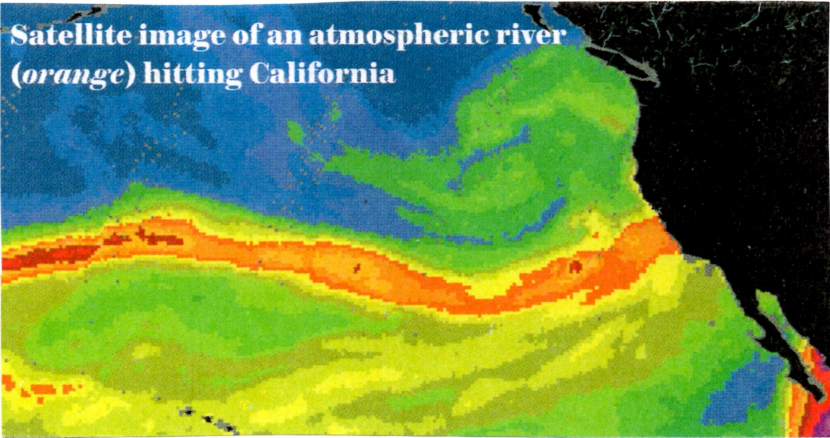 Satellite image of an atmospheric river
(orange) hitting California